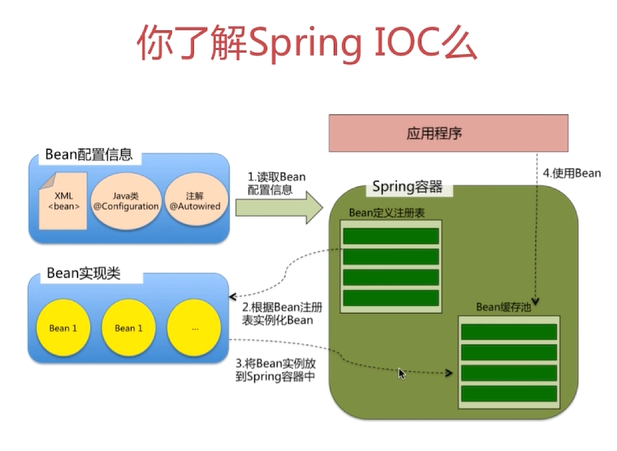 你了解Spring IOC么
Bean配置信息
XML
<bean>
Java类
@Configuration
注解
@Autowired
1.读取Bean
配置信息
应用程序
4.使用Bean
Spring容器
Bean定义注册表
Bean实现类
Bean 1
Bean 1
...
2.根据Bean注册
表实例化Bean
3.将Bean实例放
到Spring容器中
Bean缓存池